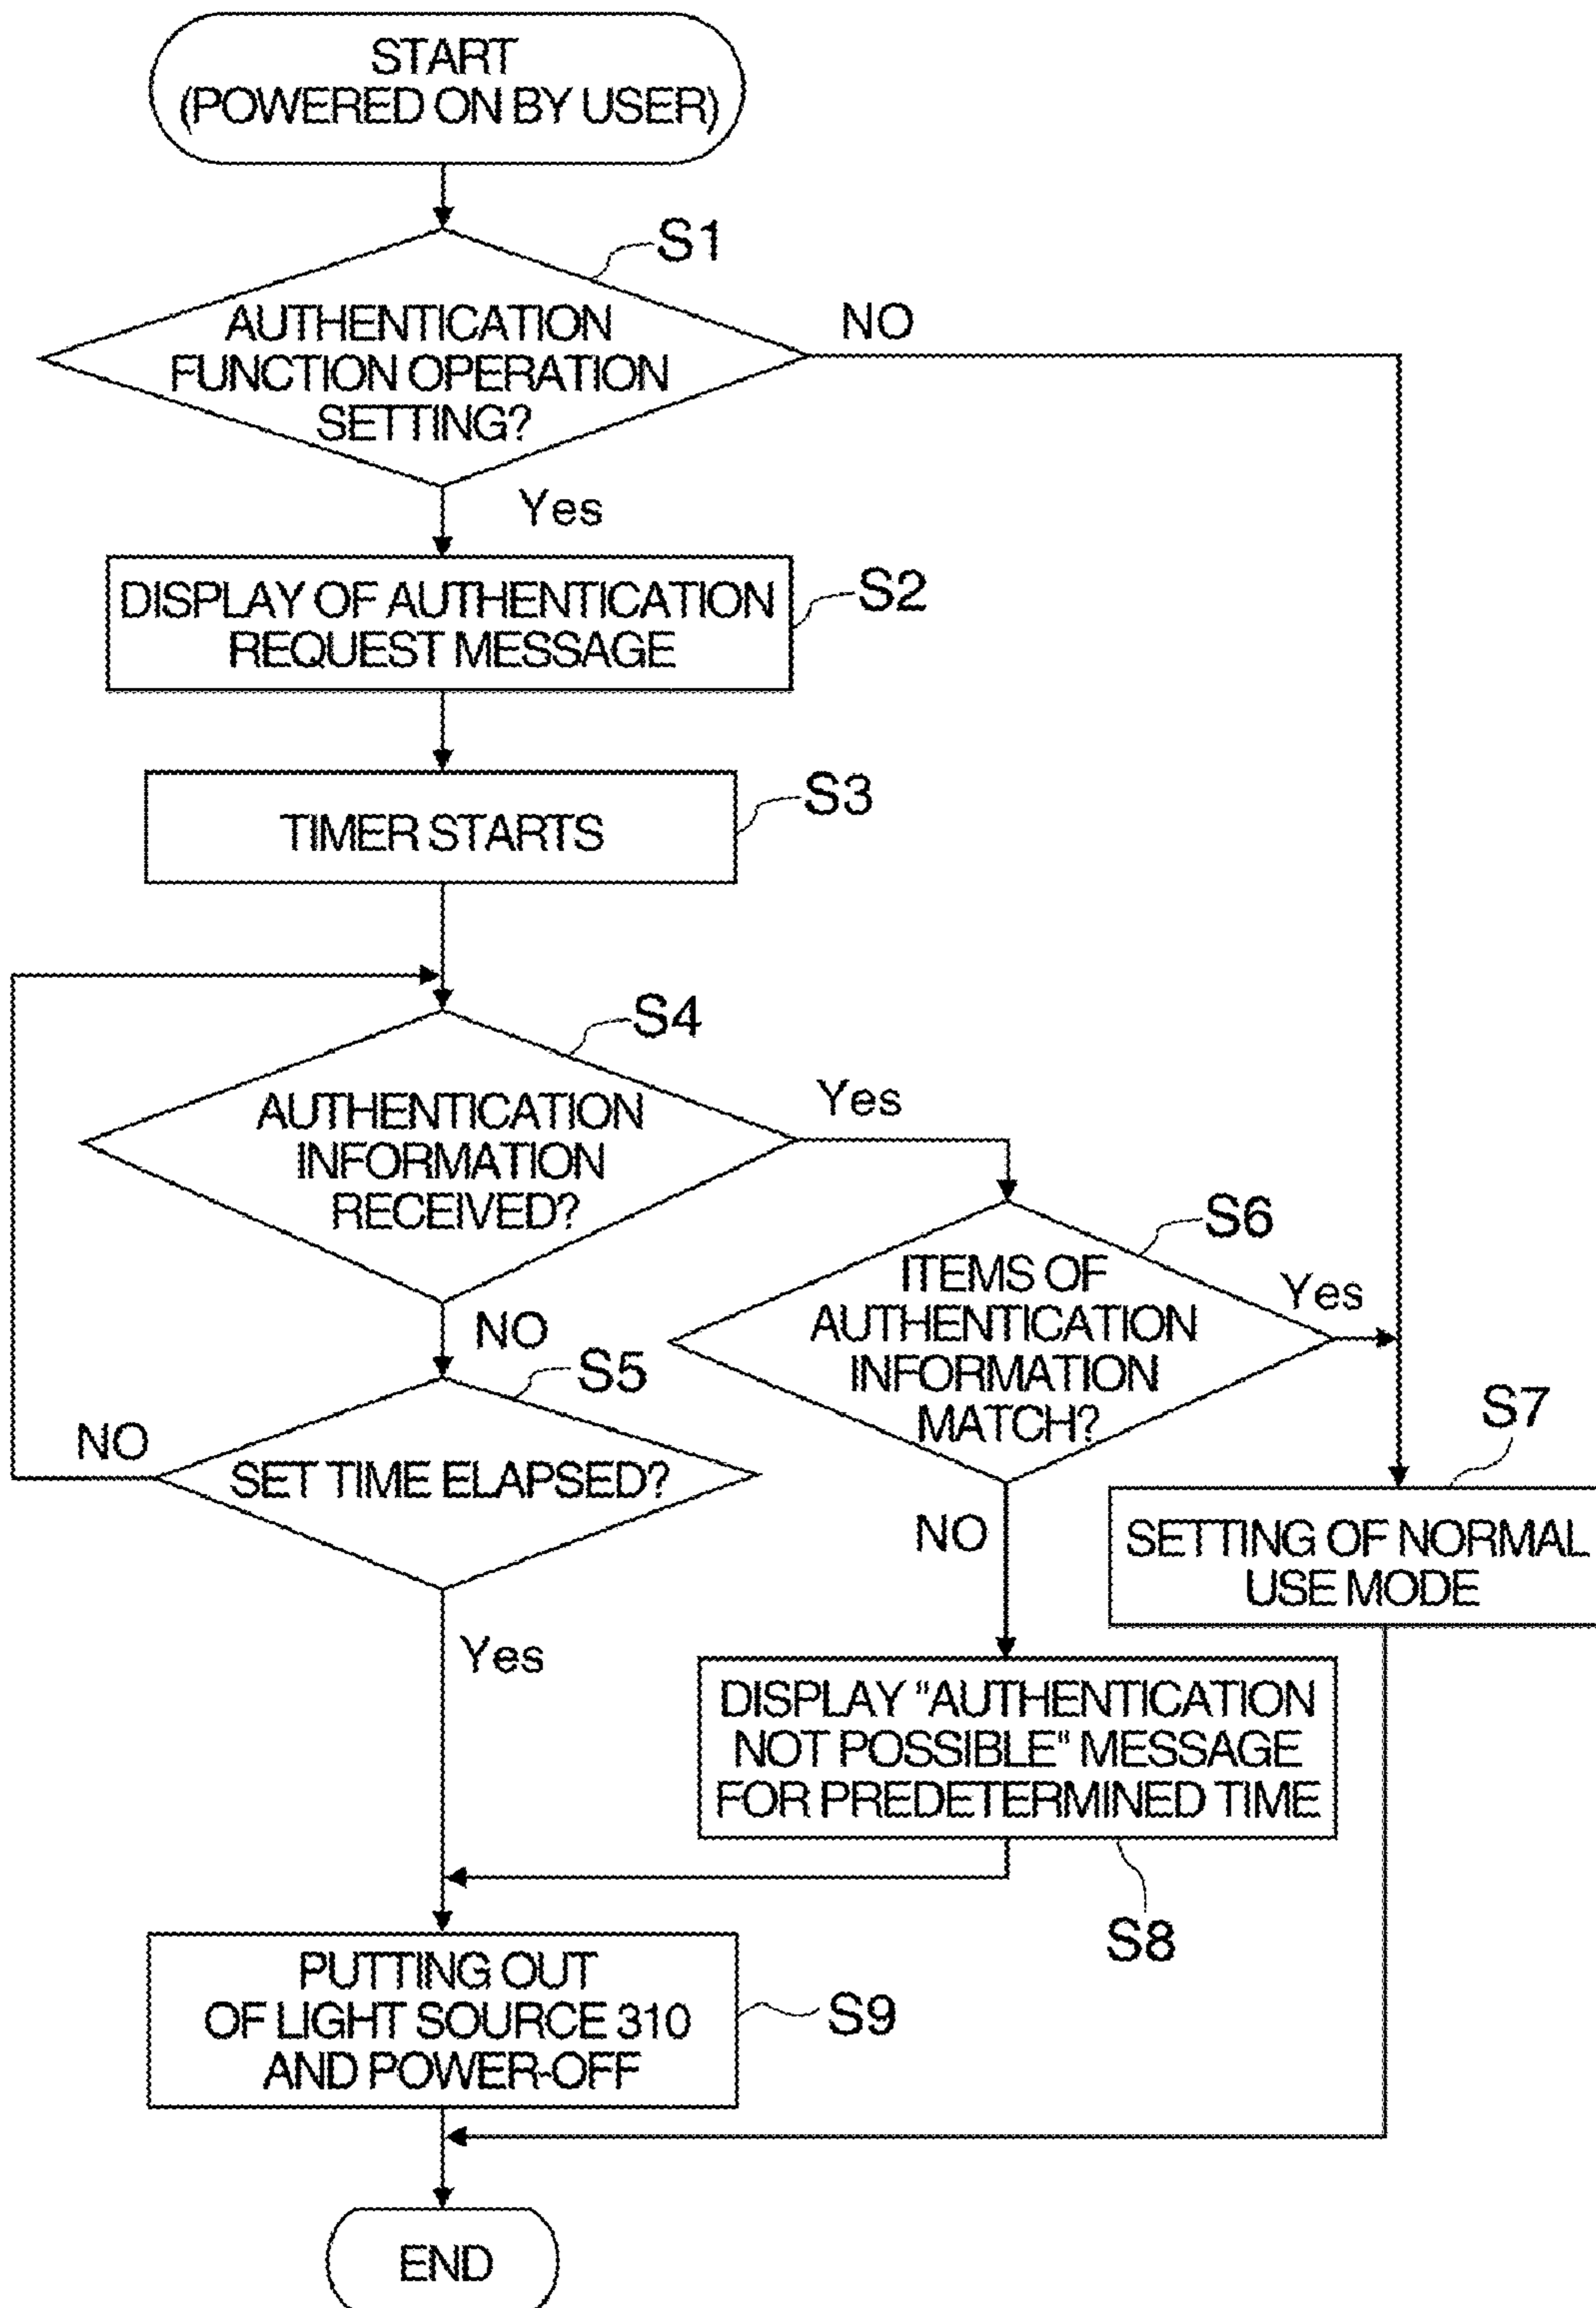 START
(POWERED ON BY USER)
S1
AUTHENTICATION
FUNCTION OPERATION
SETTING?
NO
Yes
DISPLAY OF AUTHENTICATION
REQUEST MESSAGE
S2
TIMER STARTS
S3
S4
AUTHENTICATION
INFORMATION
RECEIVED?
Yes
NO
S6
ITEMS OF
AUTHENTICATION
INFORMATION
MATCH?
Yes
S5
NO
SET TIME ELAPSED?
Yes
NO
S7
SETTING OF NORMAL
USE MODE
DISPLAY "AUTHENTICATION
NOT POSSIBLE" MESSAGE
FOR PREDETERMINED TIME
S8
PUTTING OUT
OF LIGHT SOURCE 310
AND POWER-OFF
S9
END